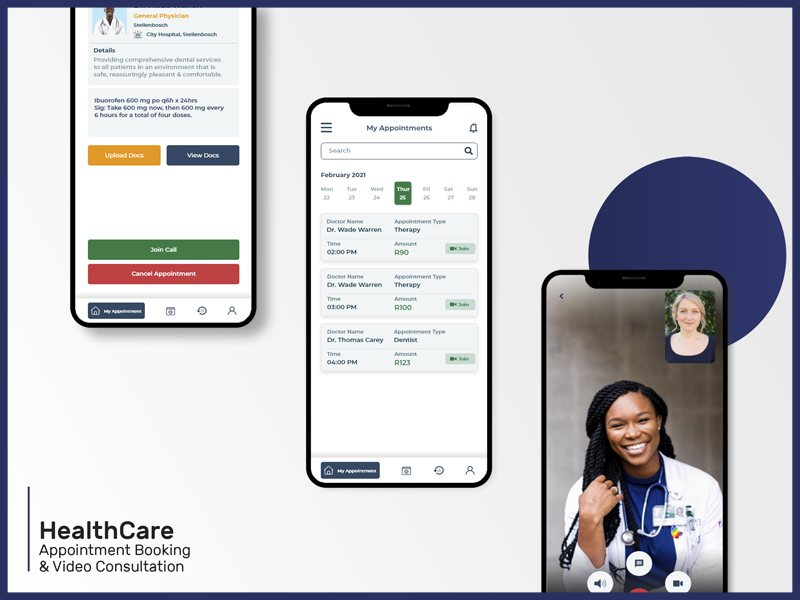 General Physician
Stellenbosch
City Hospital, Stellenbosch
Details
Providing comprehensive dental services
to all patients in an environment that is
safe, reassuringly pleasant & comfortable.
Ibuorofen 600 mg po q6h x 24hrs
Sig: Take 600 mg now, then 600 mg every
6 hours for a total of four doses.
Upload Docs View Docs
Join Call
Cancel Appointment
My Appointment
My Appointments
Search
February 2021
Mon Tue Wed Thur Fri Sat Sun
22 23 24 25 26 27 28
Doctor Name Appointment Type
Dr. Wade Warren Therapy
Time Amount
02:00 PM R90 Join
Doctor Name Appointment Type
Dr. Wade Warren Therapy
Time Amount
03:00 PM R100 Join
Doctor Name Appointment Type
Dr. Thomas Carey Dentist
Time Amount
04:00 PM R123 Join
My Appointment
HealthCare
Appointment Booking
& Video Consultation